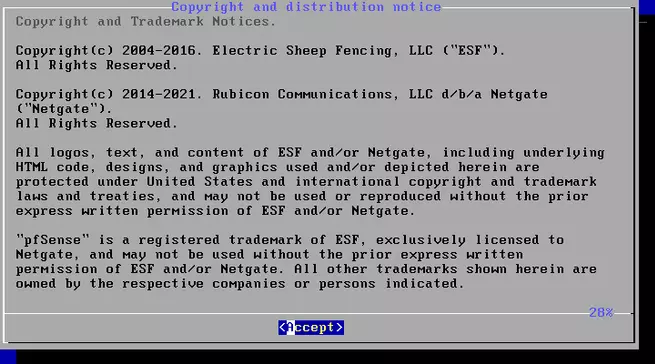 Copyright and distribution notice
Copyright and Trademark Notices.
Copyright(c) 2004-2016. Electric Sheep Fencing, LLC ("ESF").
All Rights Reserved.
Copyright(c) 2014-2021. Rubicon Communications, LLC d/b/a Netgate
("Netgate").
All Rights Reserved.
All logos, text, and content of ESF and/or Netgate, including underlying
HTML code, designs, and graphics used and/or depicted herein are
protected under United States and international copyright and trademark
laws and treaties, and may not be used or reproduced without the prior
express written permission of ESF and/or Netgate.
"pfSense" is a registered trademark of ESF, exclusively licensed to
Netgate, and may not be used without the prior express written
permission of ESF and/or Netgate. All other trademarks shown herein are
owned by the respective companies or persons indicated.
28%
<Accept>